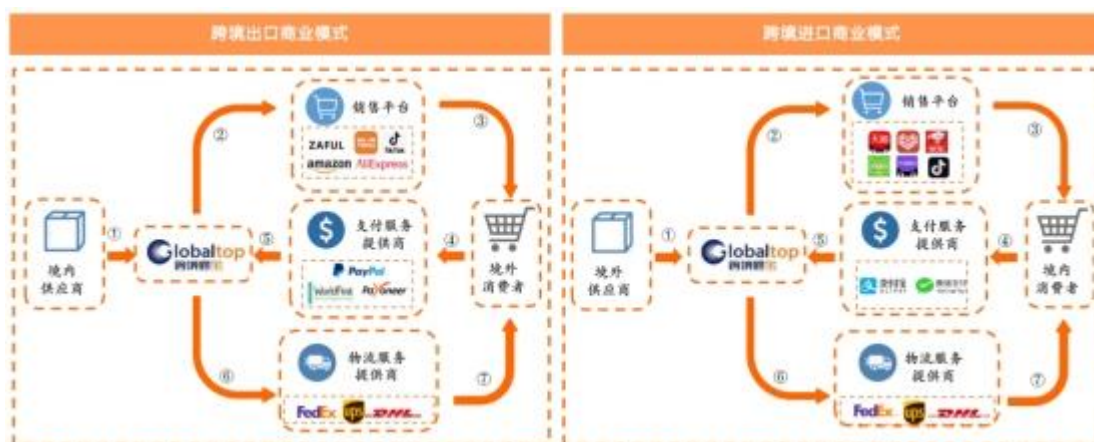 跨境出口商业模式
销售平台
ZAFUL
TikTok
amazon AliExpress
②
③
境内
供应商
①
Globaltop
⑤
支付服务
提供商
PayPal
WorldFirst Payoneer
④
境外
消费者
⑥
物流服务
提供商
⑦
FedEx ups DHL
跨境进口商业模式
销售平台
②
③
境外
供应商
①
Globaltop
⑤
支付服务
提供商
支付宝
④
境内
消费者
⑥
物流服务
提供商
⑦
FedEx ups DHL